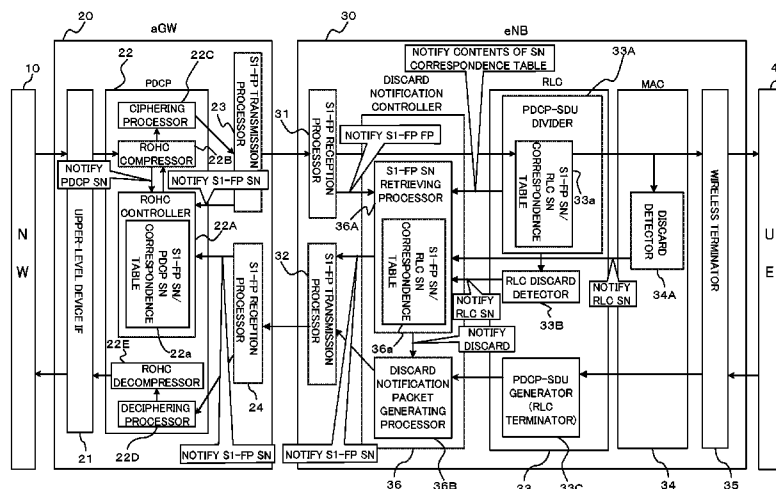 20
aGW
30
eNB
10
22
PDCP
22C
23
NOTIFY CONTENTS OF SN
CORRESPONDENCE TABLE
33A
RLC
MAC
CIPHERING
PROCESSOR
S1-FP TRANSMISSION
PROCESSOR
31
S1-FP RECEPTION
PROCESSOR
DISCARD
NOTIFICATION
CONTROLLER
NOTIFY S1-FP FP
PDCP-SDU
DIVIDER
ROHC
COMPRESSOR
22B
NOTIFY
PDCP SN
NOTIFY S1-FP SN
S1-FP SN
RETRIEVING
PROCESSOR
36A
S1-FP SN/
RLC SN
CORRESPONDENCE
TABLE
33a
DISCARD
DETECTOR
34A
WIRELESS TERMINATOR
NW
UPPER-LEVEL DEVICE IF
ROHC
CONTROLLER
22A
S1-FP SN/
PDCP SN
CORRESPONDENCE
TABLE
22a
S1-FP RECEPTION
PROCESSOR
32
S1-FP TRANSMISSION
PROCESSOR
S1-FP SN/
RLC SN
CORRESPONDENCE
TABLE
36a
NOTIFY
RLC SN
RLC DISCARD
DETECTOR
33B
NOTIFY
RLC SN
UE
22E
ROHC
DECOMPRESSOR
NOTIFY
DISCARD
DECIPHERING
PROCESSOR
24
DISCARD
NOTIFICATION
PACKET
GENERATING
PROCESSOR
PDCP-SDU
GENERATOR
(RLC
TERMINATOR)
21
22D
NOTIFY S1-FP SN
NOTIFY S1-FP SN
36
36B
33
33C
34
35